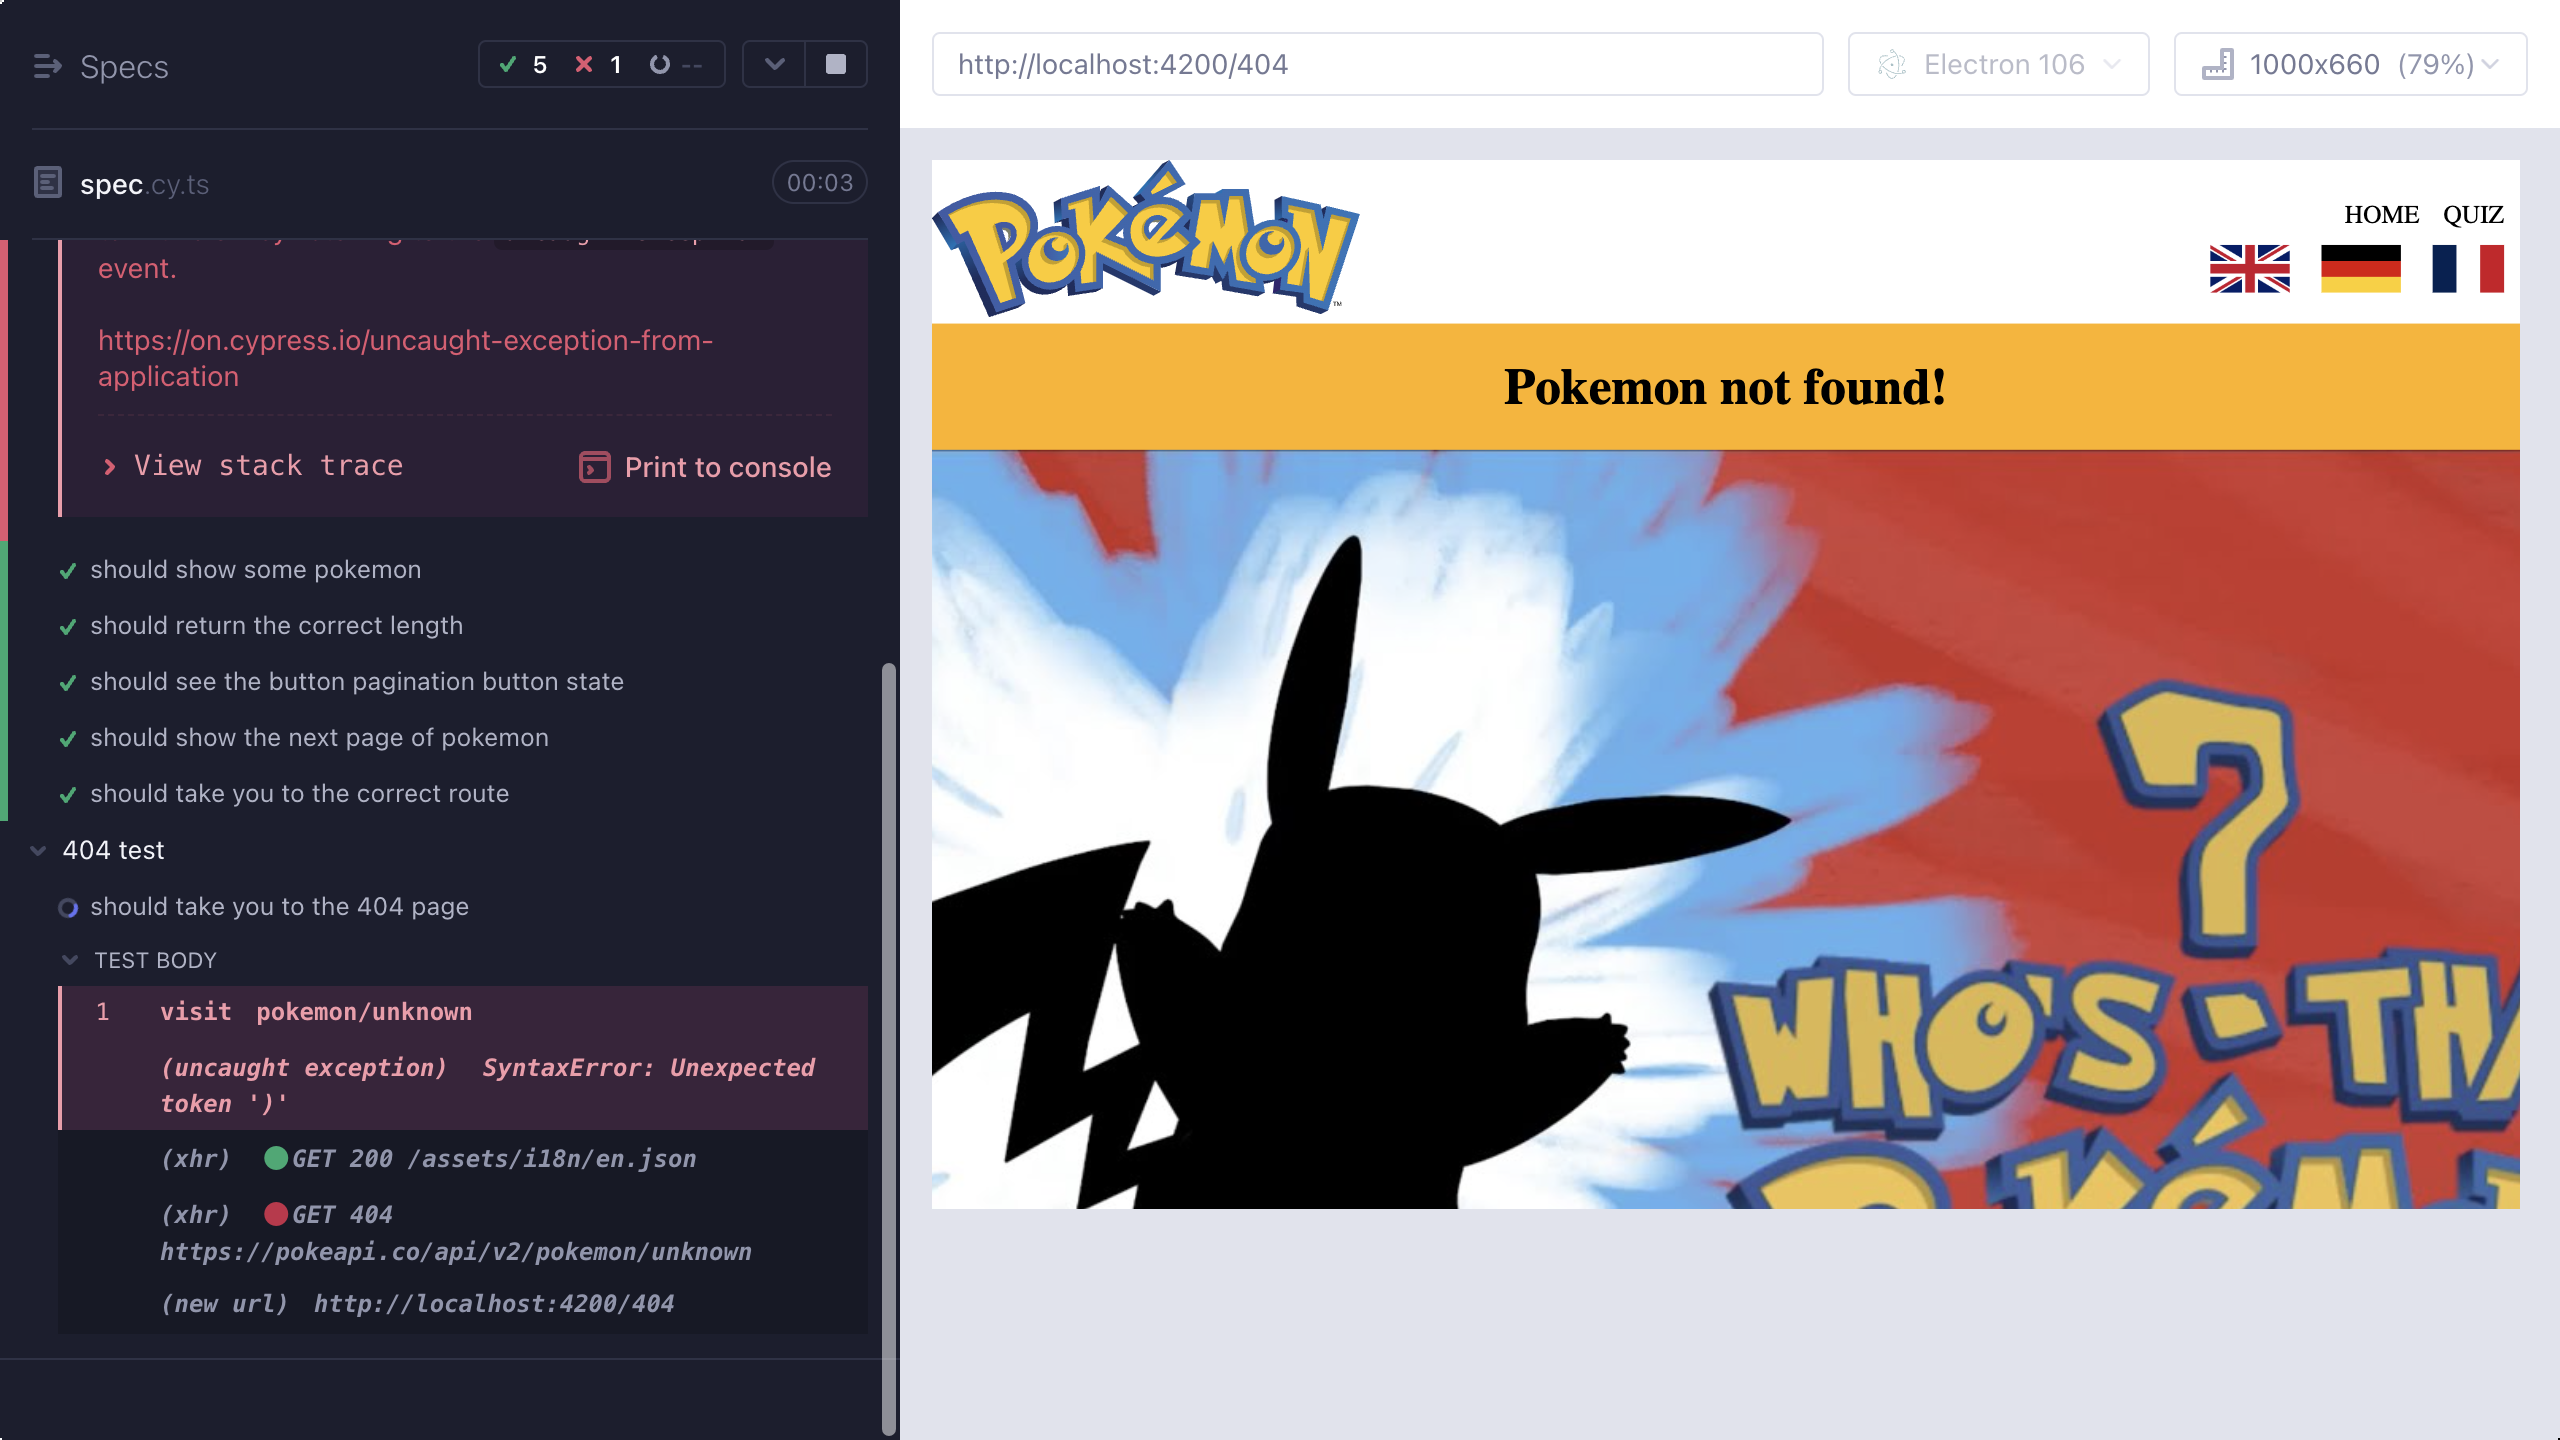 Specs
5 1 --
spec.cy.ts
00:03
event.
https://on.cypress.io/uncaught-exception-from-
application
View stack trace
Print to console
should show some pokemon
should return the correct length
should see the button pagination button state
should show the next page of pokemon
should take you to the correct route
404 test
should take you to the 404 page
TEST BODY
1 visit pokemon/unknown
(uncaught exception) SyntaxError: Unexpected
token ')'
(xhr) GET 200 /assets/i18n/en.json
(xhr) GET 404
https://pokeapi.co/api/v2/pokemon/unknown
(new url) http://localhost:4200/404
http://localhost:4200/404
Electron 106
1000x660 (79%)
POKéMON
TM
HOME QUIZ
Pokemon not found!
?
WHO'S-THA
POKéM